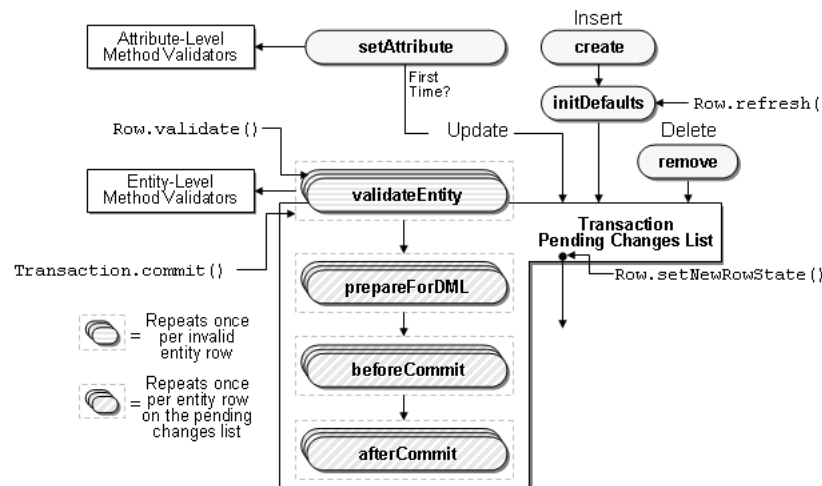 Insert
Attribute-Level
Method Validators
setAttribute
create
First
Time?
initDefaults
Row.refresh(
Row.validate()
Update
Delete
remove
Entity-Level
Method Validators
validateEntity
Transaction
Pending Changes List
Transaction.commit()
Row.setNewRowState()
prepareForDML
= Repeats once
per invalid
entity row
beforeCommit
= Repeats once
per entity row
on the pending
changes list
afterCommit